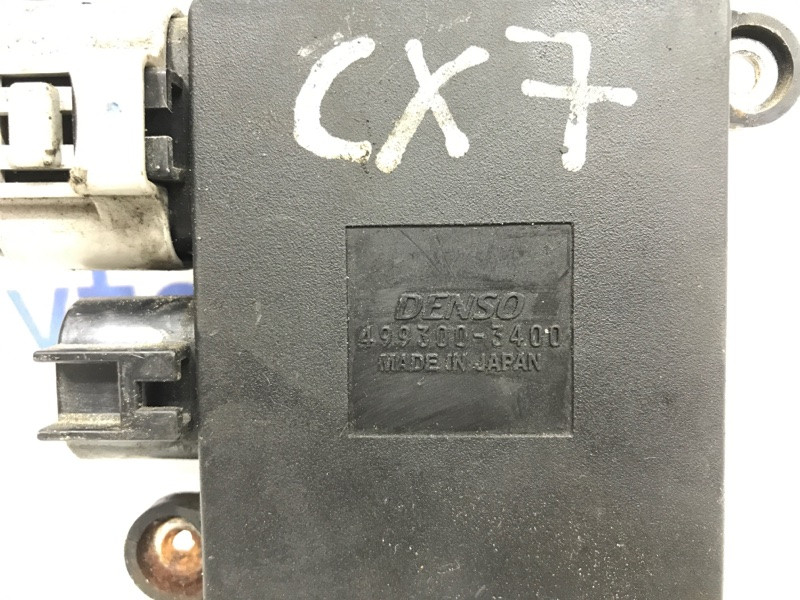 CX7
DENSO
499300-3400
MADE IN JAPAN